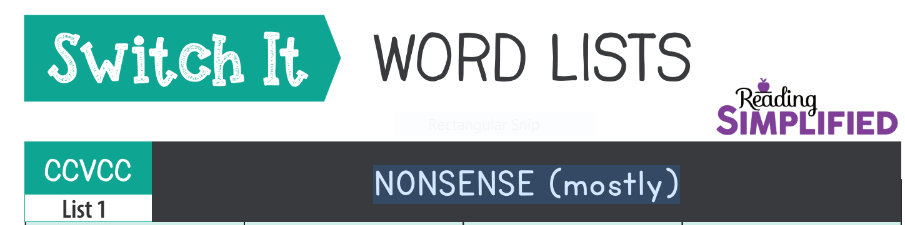 Switch It WORD LISTS
Reading
SIMPLIFIED
Rectangular Snip
CCVCC
NONSENSE (mostly)
List 1